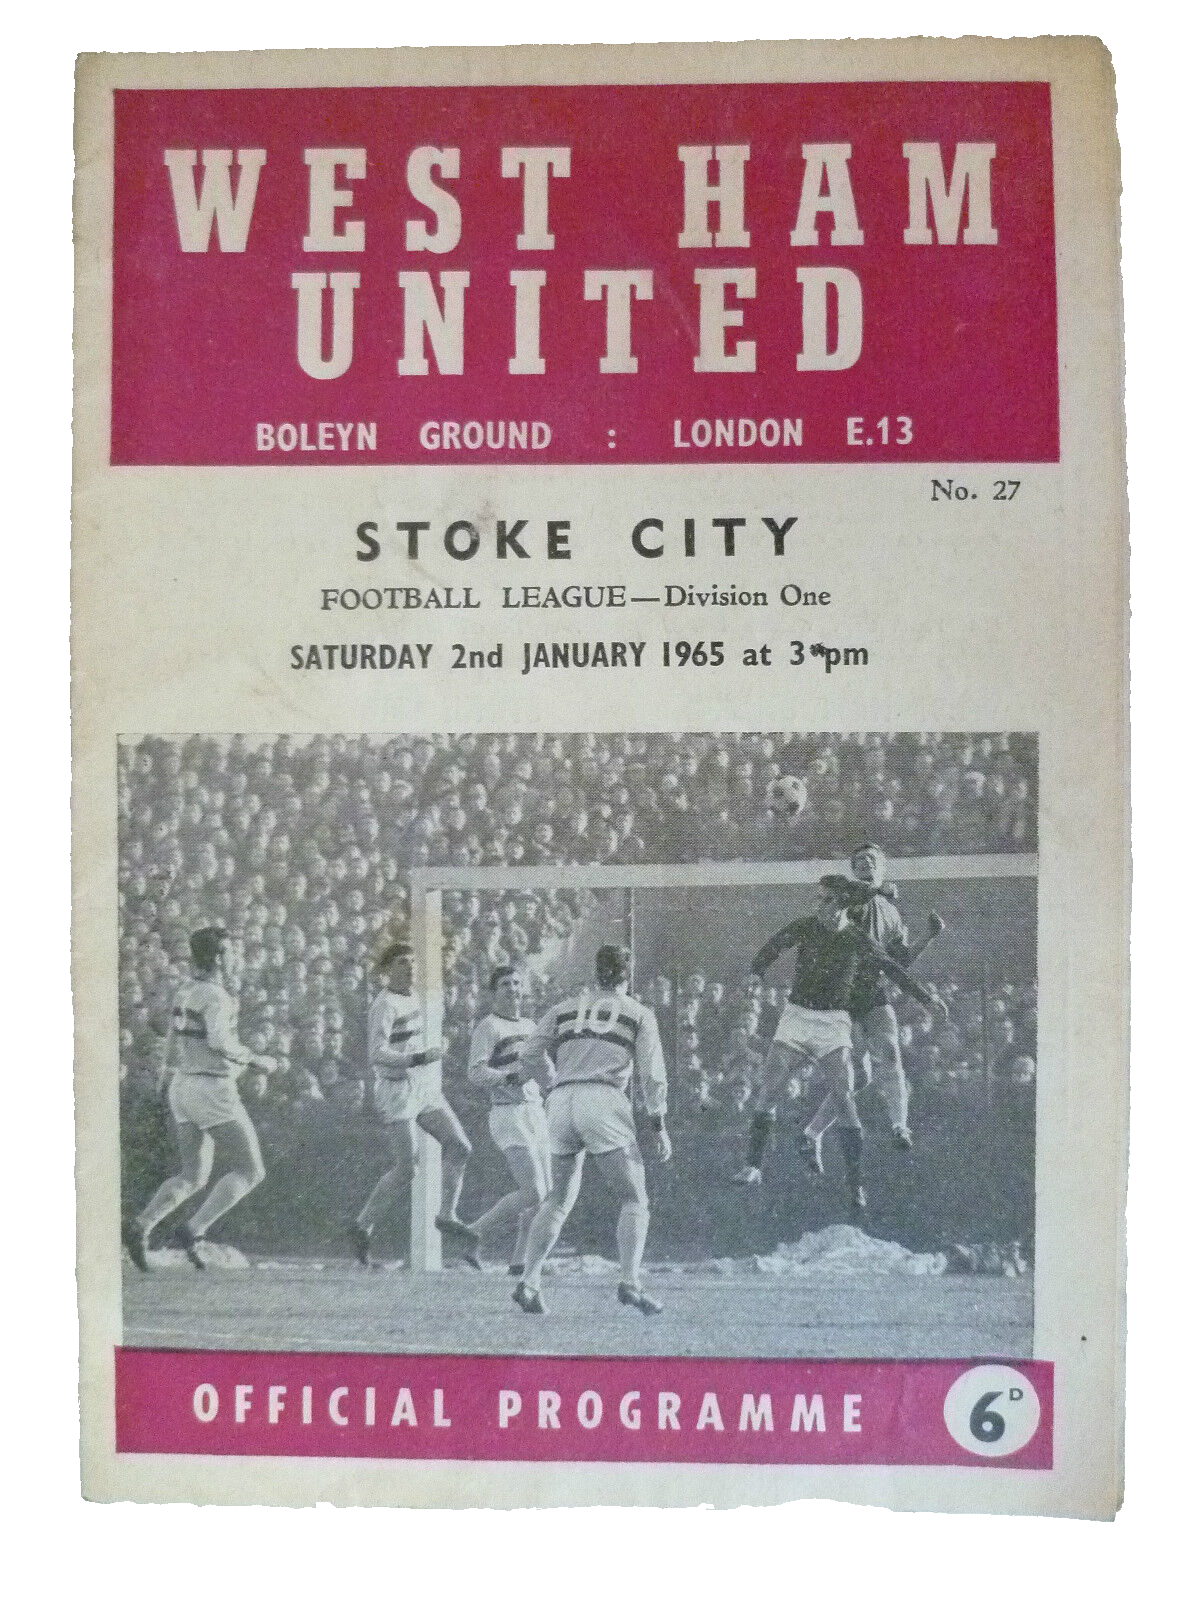 WEST HAM
UNITED
BOLEYN GROUND : LONDON E.13
No. 27
STOKE CITY
FOOTBALL LEAGUE—Division One
SATURDAY 2nd JANUARY 1965 at 3 pm
10
OFFICIAL PROGRAMME
6D